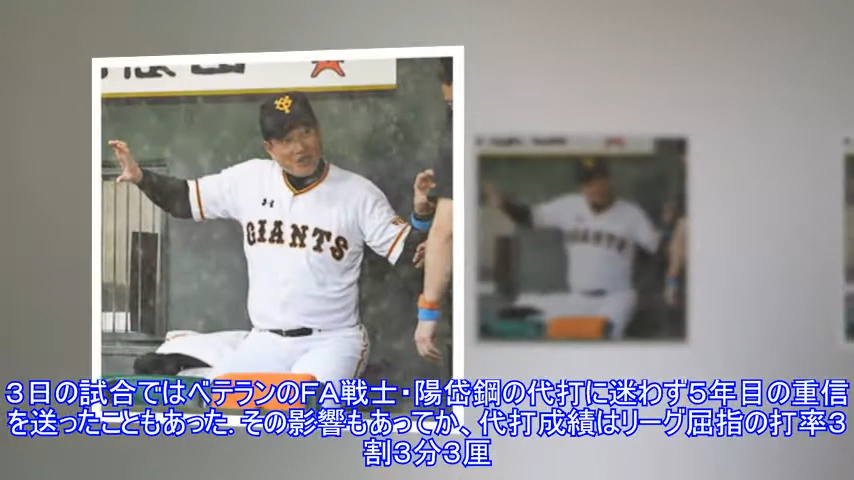 GIANTS
3日の試合ではベテランのFA戦士・陽岱鋼の代打に迷わず5年目の重信
を送ったこともあった. その影響もあってか、代打成績はリーグ屈指の打率3
割3分3厘